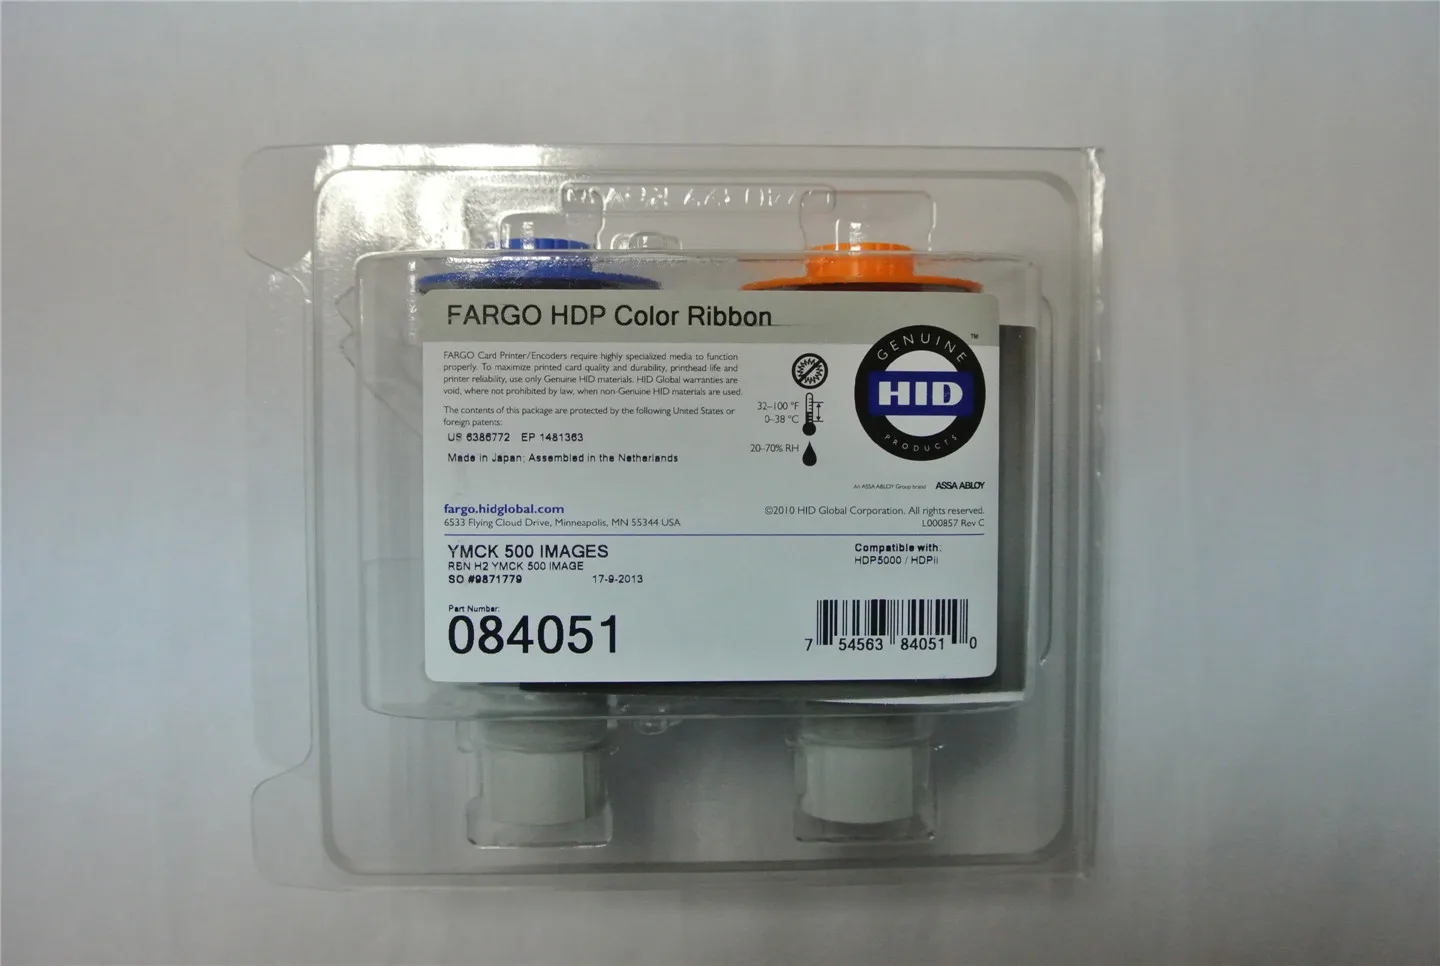 FARGO HDP Color Ribbon
FARGO Card Printer/Encoders require highly specialized media to function
properly. To maximize printed card quality and durability, printhead life and
printer reliability, use only Genuine HID materials. HID Global warranties are
void, where not prohibited by law, when non-Genuine HID materials are used.
The contents of this package are protected by the following United States or
foreign patents:
US 6386772 EP 1481363
Made in Japan; Assembled in the Netherlands
32–100 °F
0–38 °C
20–70% RH
GENUINE
™
HID
PRODUCTS
An ASSA ABLOY Group brand ASSA ABLOY
fargo.hidglobal.com
6533 Flying Cloud Drive, Minneapolis, MN 55344 USA
©2010 HID Global Corporation. All rights reserved.
L000857 Rev C
YMCK 500 IMAGES
RBN H2 YMCK 500 IMAGE
SO #9871779 17-9-2013
Compatible with:
HDP5000 / HDPii
Part Number:
084051
7 54563 84051 0